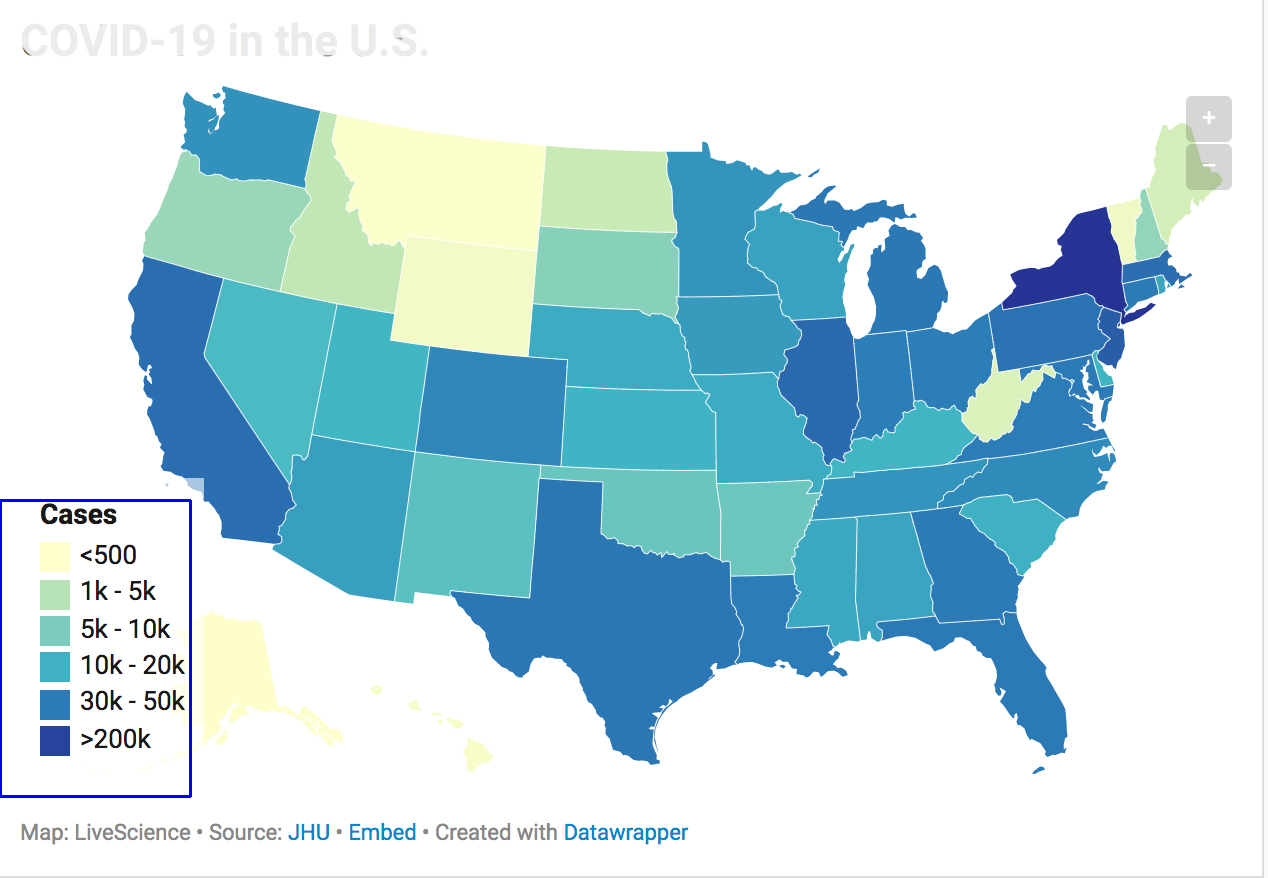 COVID-19 in the U.S.
+
−
Cases
<500
1k - 5k
5k - 10k
10k - 20k
30k - 50k
>200k
Map: LiveScience • Source: JHU • Embed • Created with Datawrapper